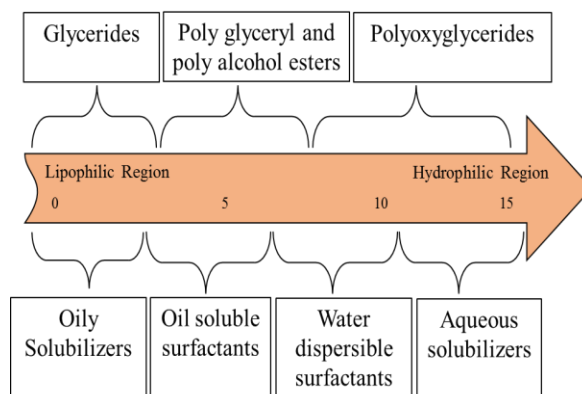 Glycerides
Poly glyceryl and
poly alcohol esters
Polyoxyglycerides
Lipophilic Region
Hydrophilic Region
0
5
10
15
Oily
Solubilizers
Oil soluble
surfactants
Water
dispersible
surfactants
Aqueous
solubilizers